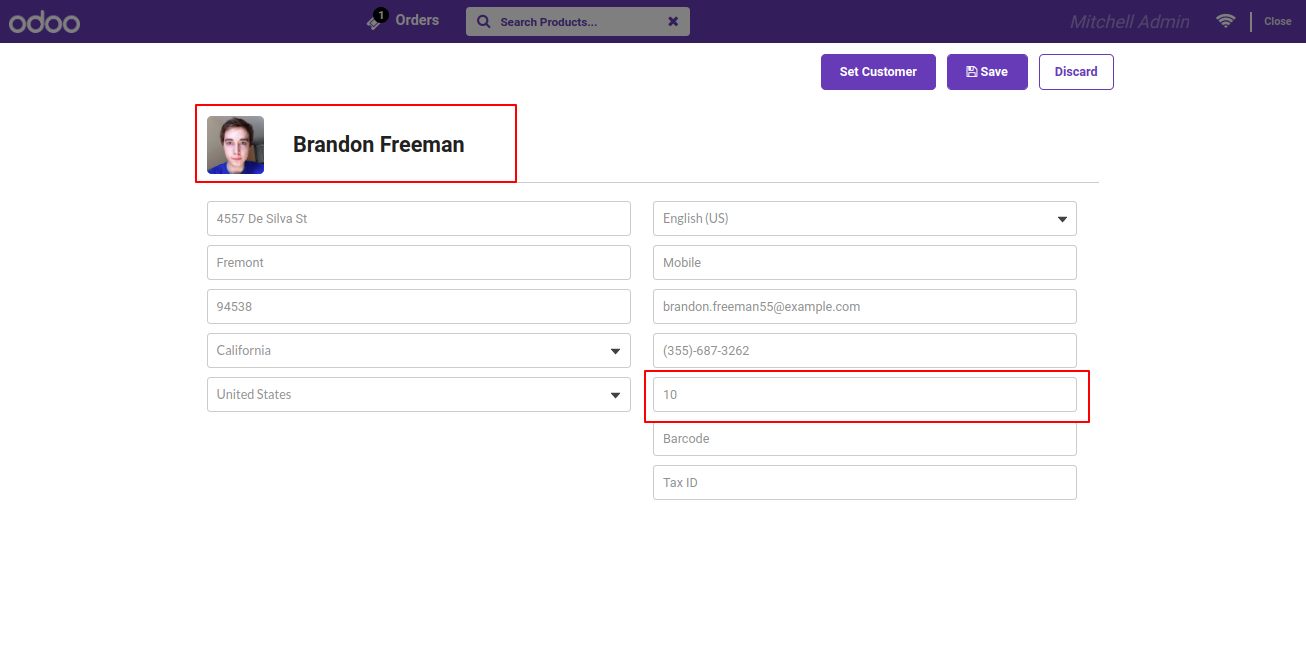 odoo
1
Orders
Search Products...
Mitchell Admin
Close
Set Customer
Save
Discard
Brandon Freeman
4557 De Silva St
Fremont
94538
California
United States
English (US)
Mobile
brandon.freeman55@example.com
(355)-687-3262
10
Barcode
Tax ID